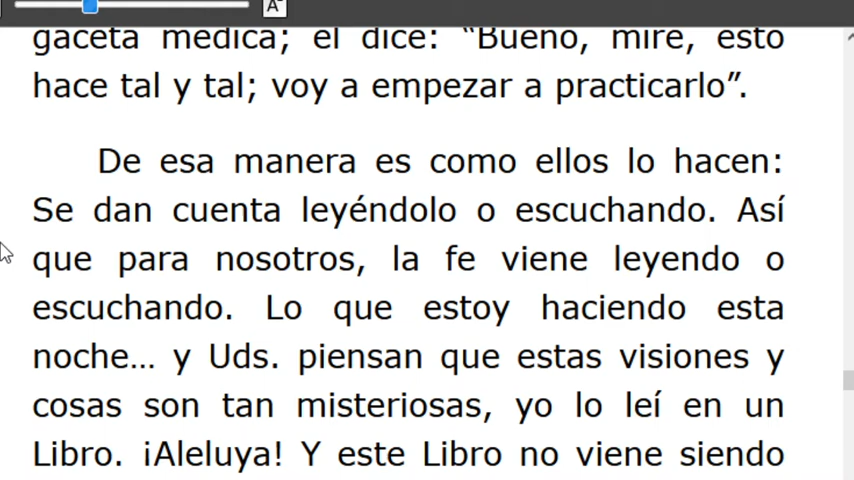 gaceta médica; él dice: “Bueno, mire, esto
hace tal y tal; voy a empezar a practicarlo”.
De esa manera es como ellos lo hacen:
Se dan cuenta leyéndolo o escuchando. Así
que para nosotros, la fe viene leyendo o
escuchando. Lo que estoy haciendo esta
noche… y Uds. piensan que estas visiones y
cosas son tan misteriosas, yo lo leí en un
Libro. ¡Aleluya! Y este Libro no viene siendo